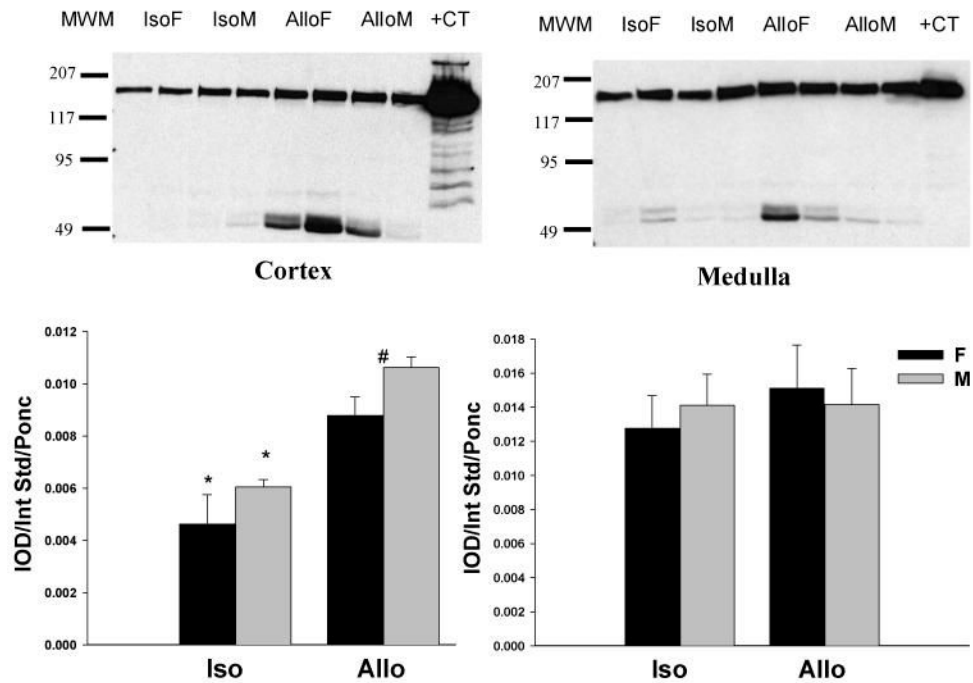 MWM IsoF IsoM AlloF AlloM +CT
207
117
95
49
Cortex
MWM IsoF IsoM AlloF AlloM +CT
207
117
95
49
Medulla
IOD/Int Std/Ponc
0.012
0.010
0.008
0.006
0.004
0.002
0.000
*
*
#
Iso Allo
IOD/Int Std/Ponc
0.018
0.016
0.014
0.012
0.010
0.008
0.006
0.004
0.002
0.000
F
M
Iso Allo